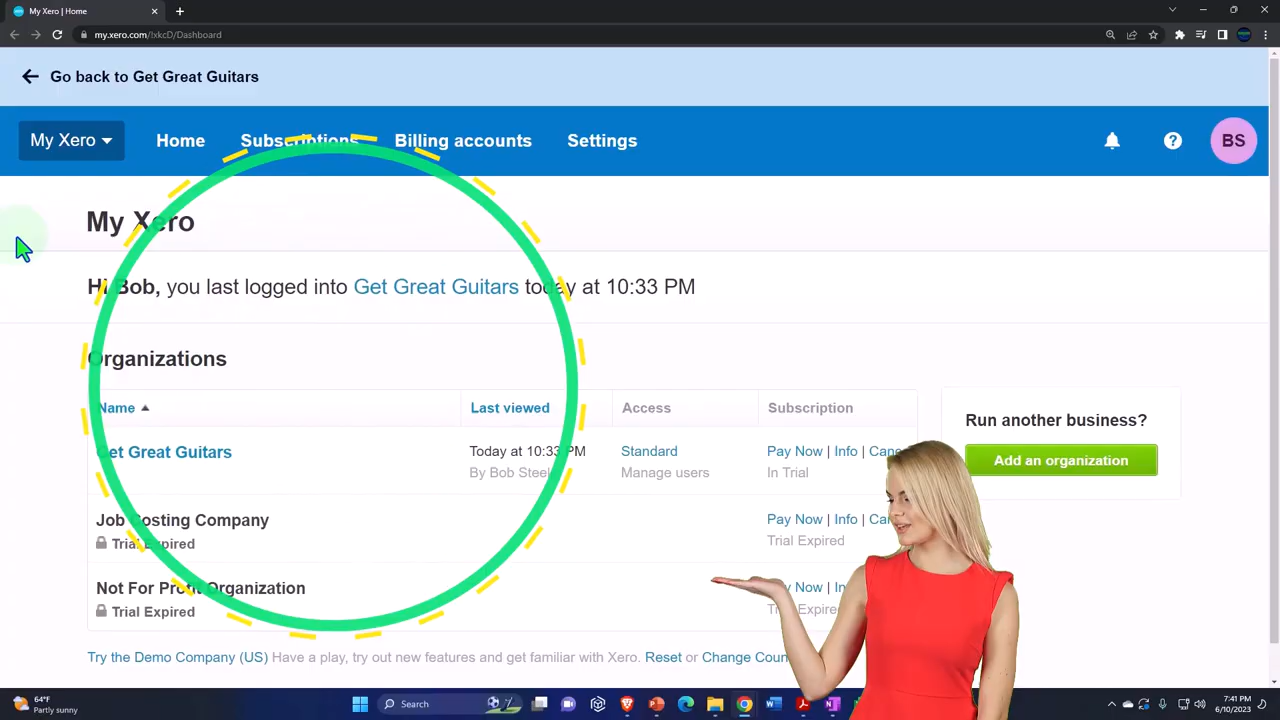 My Xero | Home
my.xero.com/!xkcD/Dashboard
Go back to Get Great Guitars
My Xero Home Subscriptions Billing accounts Settings BS
My Xero
Hi Bob, you last logged into Get Great Guitars today at 10:33 PM
Organizations
Name Last viewed Access Subscription
Get Great Guitars Today at 10:33 PM Standard Pay Now | Info |
By Bob Steele Manage users In Trial
Job Costing Company Pay Now | Info |
Trial Expired Trial Expired
Not For Profit Organization Now |
Trial Expired
Run another business?
Add an organization
Try the Demo Company (US) Have a play, try out new features and get familiar with Xero. Reset or Change
64°F
Partly sunny
Search
7:41 PM
6/10/2023